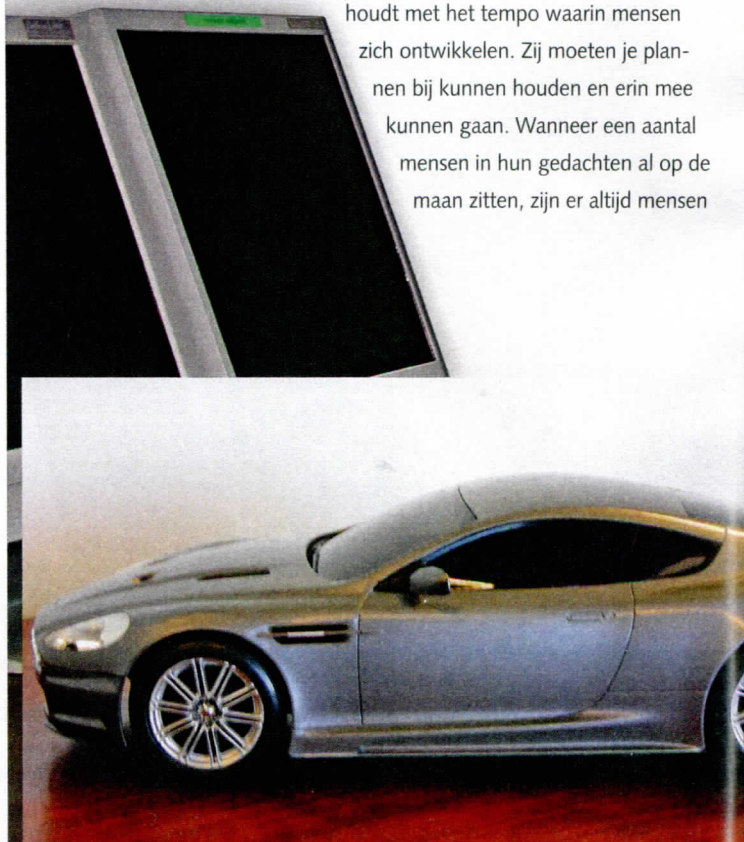 houdt met het tempo waarin mensen
zich ontwikkelen. Zij moeten je plan-
nen bij kunnen houden en erin mee
kunnen gaan. Wanneer een aantal
mensen in hun gedachten al op de
maan zitten, zijn er altijd mensen